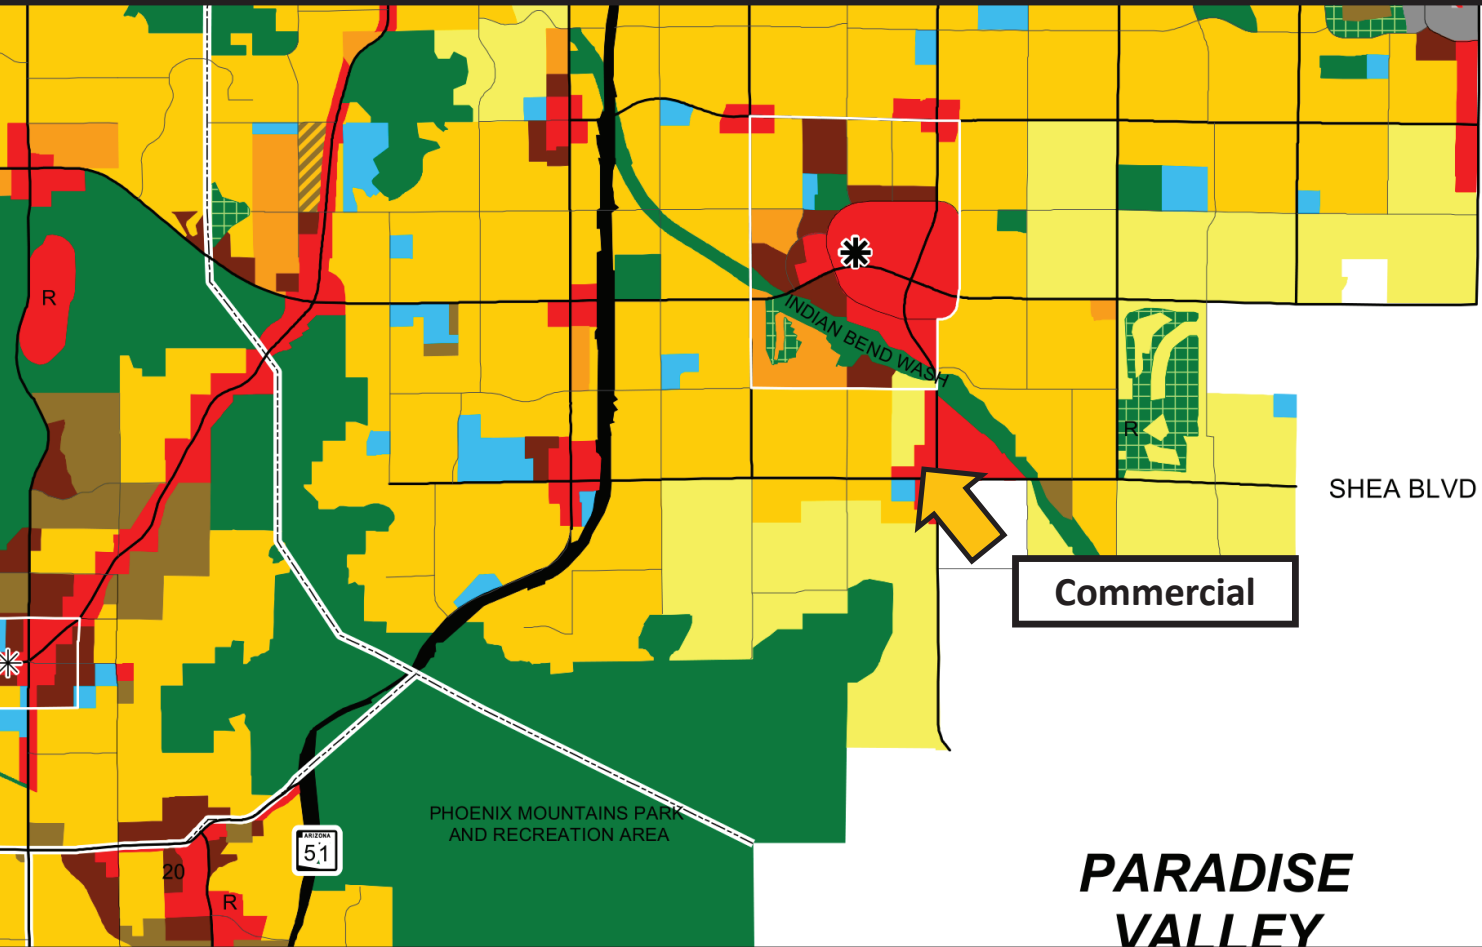 R
INDIAN BEND WASH
R
SHEA BLVD
Commercial
PHOENIX MOUNTAINS PARK
AND RECREATION AREA
ARIZONA
51
20
R
PARADISE
VALLEY